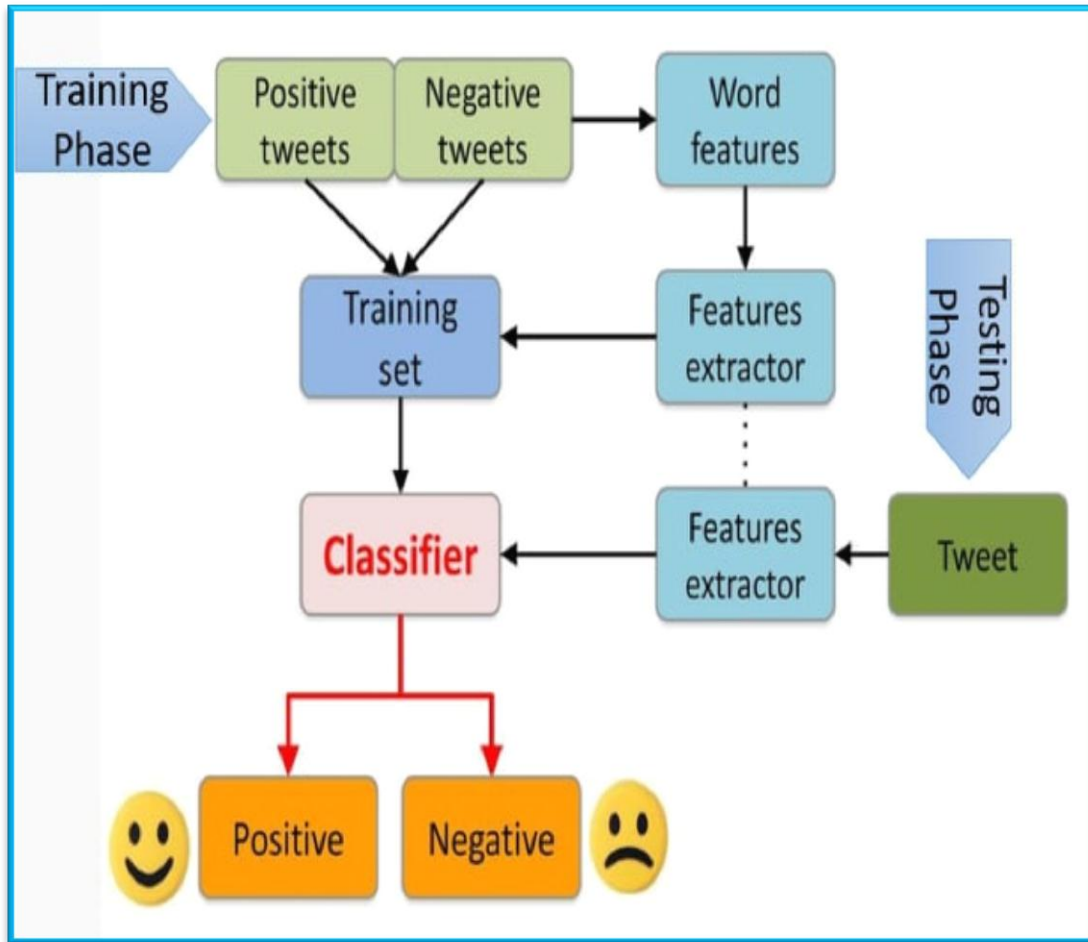 Training
Phase
Positive
tweets
Negative
tweets
Word
features
Training
set
Features
extractor
Testing
Phase
Classifier
Features
extractor
Tweet
Positive
Negative